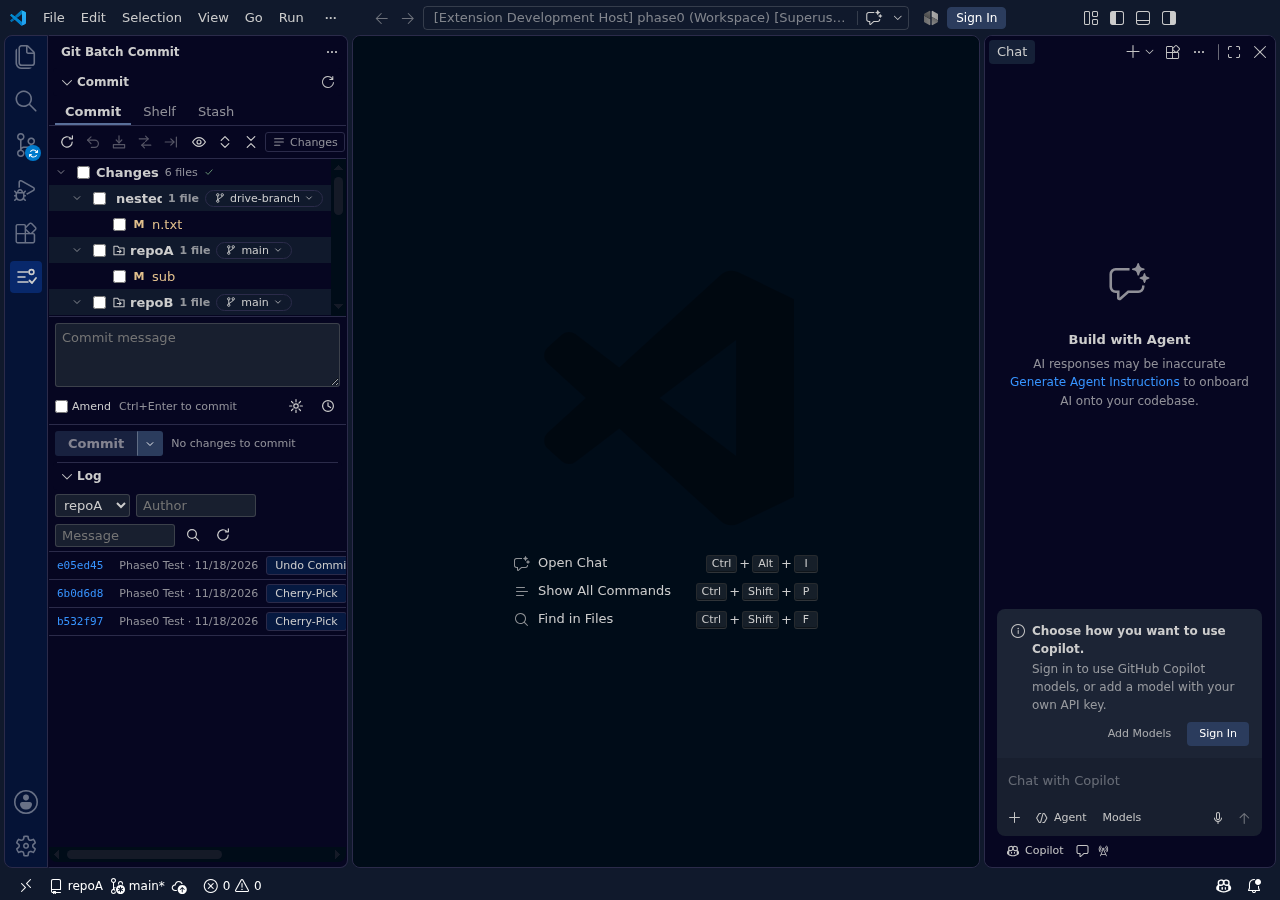 File Edit Selection View Go Run
[Extension Development Host] phase0 (Workspace) [Superus...
Sign In
Git Batch Commit
Commit
Commit Shelf Stash
Changes
Changes 6 files
nested 1 file drive-branch
M n.txt
repoA 1 file main
M sub
repoB 1 file main
Commit message
Amend Ctrl+Enter to commit
Commit No changes to commit
Log
repoA Author
Message
e05ed45 Phase0 Test · 11/18/2026 Undo Commi
6b0d6d8 Phase0 Test · 11/18/2026 Cherry-Pick
b532f97 Phase0 Test · 11/18/2026 Cherry-Pick
Open Chat Ctrl + Alt + I
Show All Commands Ctrl + Shift + P
Find in Files Ctrl + Shift + F
Chat
Build with Agent
AI responses may be inaccurate
Generate Agent Instructions to onboard
AI onto your codebase.
Choose how you want to use
Copilot.
Sign in to use GitHub Copilot
models, or add a model with your
own API key.
Add Models Sign In
Chat with Copilot
Agent Models
Copilot
repoA main* 0 0